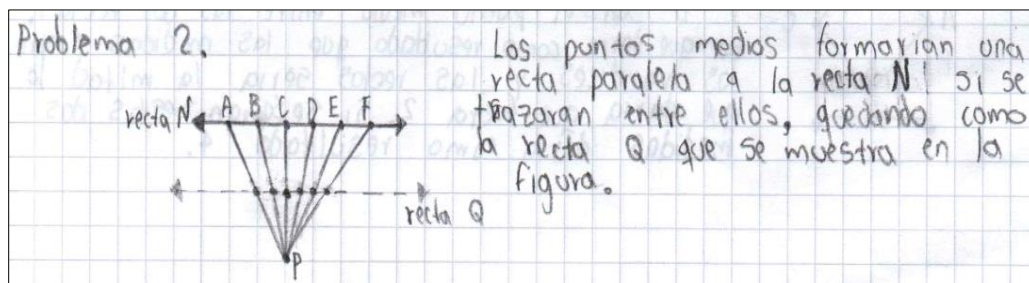 Problema 2.
Los puntos medios formarían una
recta paralela a la recta N si se
trazaran entre ellos, quedando como
la recta Q que se muestra en la
figura.
recta N A B C D E F
recta Q
P